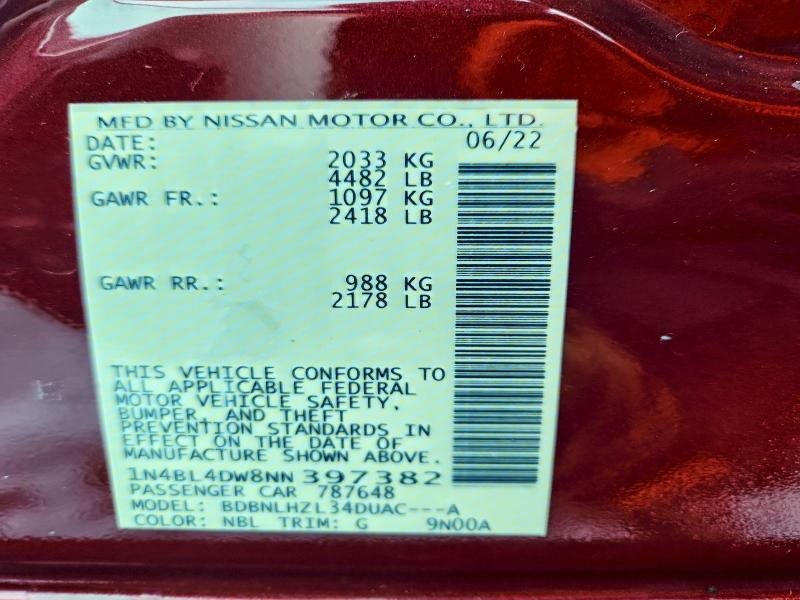 MFD BY NISSAN MOTOR CO., LTD.
DATE: 06/22
GVWR: 2033 KG
4482 LB
GAWR FR.: 1097 KG
2418 LB
GAWR RR.: 988 KG
2178 LB
THIS VEHICLE CONFORMS TO
ALL APPLICABLE FEDERAL
MOTOR VEHICLE SAFETY,
BUMPER, AND THEFT
PREVENTION STANDARDS IN
EFFECT ON THE DATE OF
MANUFACTURE SHOWN ABOVE.
1N4BL4DW8NN397382
PASSENGER CAR 787648
MODEL: BDBNLHZL34DUAC---A
COLOR: NBL TRIM: G 9N00A